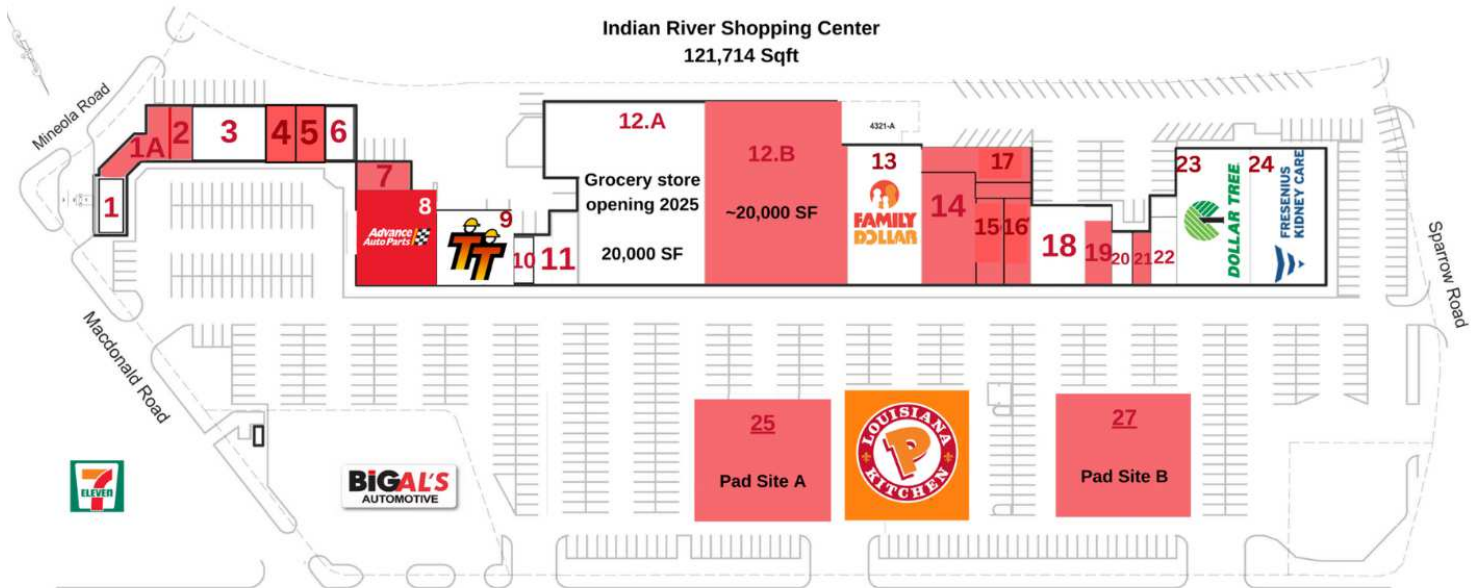 Indian River Shopping Center
121,714 Sqft
Mineola Road
1A
2
3
4
5
6
1
7
8
Advance
Auto Parts
9
TT
10
11
12.A
Grocery store
opening 2025
20,000 SF
12.B
~20,000 SF
4321-A
13
FAMILY
DOLLAR
14
17
15
16
18
19
20
21
22
23
DOLLAR TREE
24
FRESENIUS
KIDNEY CARE
Sparrow Road
Macdonald Road
7
ELEVEN
BiG AL'S
AUTOMOTIVE
25
Pad Site A
LOUISIANA
P
KITCHEN
27
Pad Site B